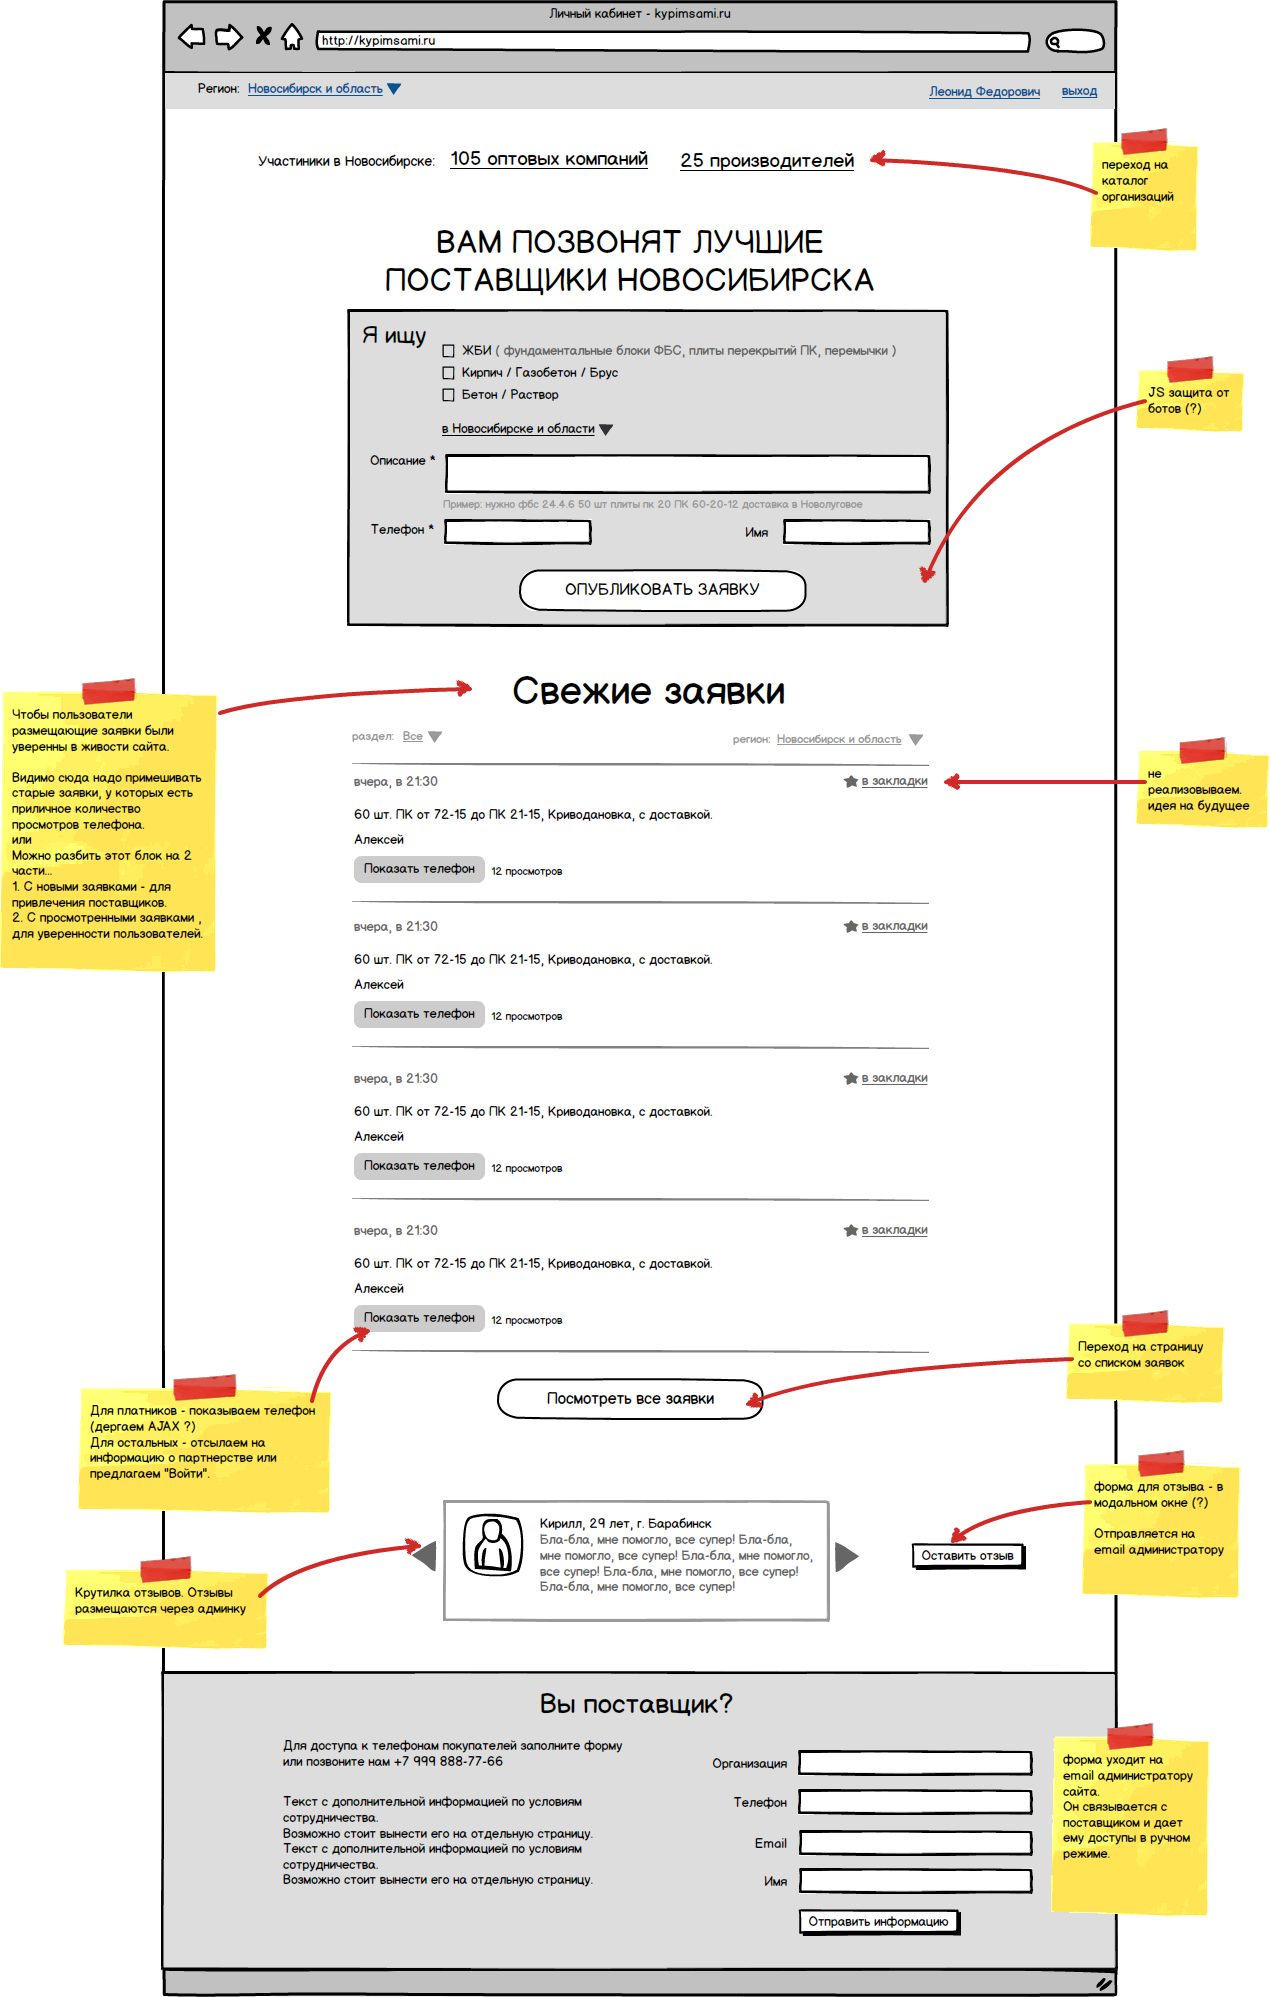 Личный кабинет - kypimsami.ru
http://kypimsami.ru
Регион: Новосибирск и область
Леонид Федорович выход
Участиники в Новосибирске: 105 оптовых компаний 25 производителей
переход на
каталог
организаций
ВАМ ПОЗВОНЯТ ЛУЧШИЕ
ПОСТАВЩИКИ НОВОСИБИРСКА
Я ищу
ЖБИ ( фундаментальные блоки ФБС, плиты перекрытий ПК, перемычки )
Кирпич / Газобетон / Брус
Бетон / Раствор
в Новосибирске и области
Описание *
Пример: нужно фбс 24.4.6 50 шт плиты пк 20 ПК 60-20-12 доставка в Новолуговое
Телефон *
Имя
ОПУБЛИКОВАТЬ ЗАЯВКУ
JS защита от
ботов (?)
Свежие заявки
Чтобы пользователи
размещающие заявки были
уверенны в живости сайта.
Видимо сюда надо примешивать
старые заявки, у которых есть
приличное количество
просмотров телефона.
или
Можно разбить этот блок на 2
части...
1. С новыми заявками - для
привлечения поставщиков.
2. С просмотренными заявками ,
для уверенности пользователей.
раздел: Все
регион: Новосибирск и область
вчера, в 21:30
в закладки
60 шт. ПК от 72-15 до ПК 21-15, Криводановка, с доставкой.
Алексей
Показать телефон 12 просмотров
не
реализовываем.
идея на будущее
вчера, в 21:30
в закладки
60 шт. ПК от 72-15 до ПК 21-15, Криводановка, с доставкой.
Алексей
Показать телефон 12 просмотров
вчера, в 21:30
в закладки
60 шт. ПК от 72-15 до ПК 21-15, Криводановка, с доставкой.
Алексей
Показать телефон 12 просмотров
вчера, в 21:30
в закладки
60 шт. ПК от 72-15 до ПК 21-15, Криводановка, с доставкой.
Алексей
Показать телефон 12 просмотров
Для платников - показываем телефон
(дергаем AJAX ?)
Для остальных - отсылаем на
информацию о партнерстве или
предлагаем "Войти".
Посмотреть все заявки
Переход на страницу
со списком заявок
Кирилл, 29 лет, г. Барабинск
Бла-бла, мне помогло, все супер! Бла-бла,
мне помогло, все супер! Бла-бла, мне помогло,
все супер! Бла-бла, мне помогло, все супер!
Бла-бла, мне помогло, все супер!
Оставить отзыв
форма для отзыва - в
модальном окне (?)
Отправляется на
email администратору
Крутилка отзывов. Отзывы
размещаются через админку
Вы поставщик?
Для доступа к телефонам покупателей заполните форму
или позвоните нам +7 999 888-77-66
Текст с дополнительной информацией по условиям
сотрудничества.
Возможно стоит вынести его на отдельную страницу.
Текст с дополнительной информацией по условиям
сотрудничества.
Возможно стоит вынести его на отдельную страницу.
Организация
Телефон
Email
Имя
Отправить информацию
форма уходит на
email администратору
сайта.
Он связывается с
поставщиком и дает
ему доступы в ручном
режиме.